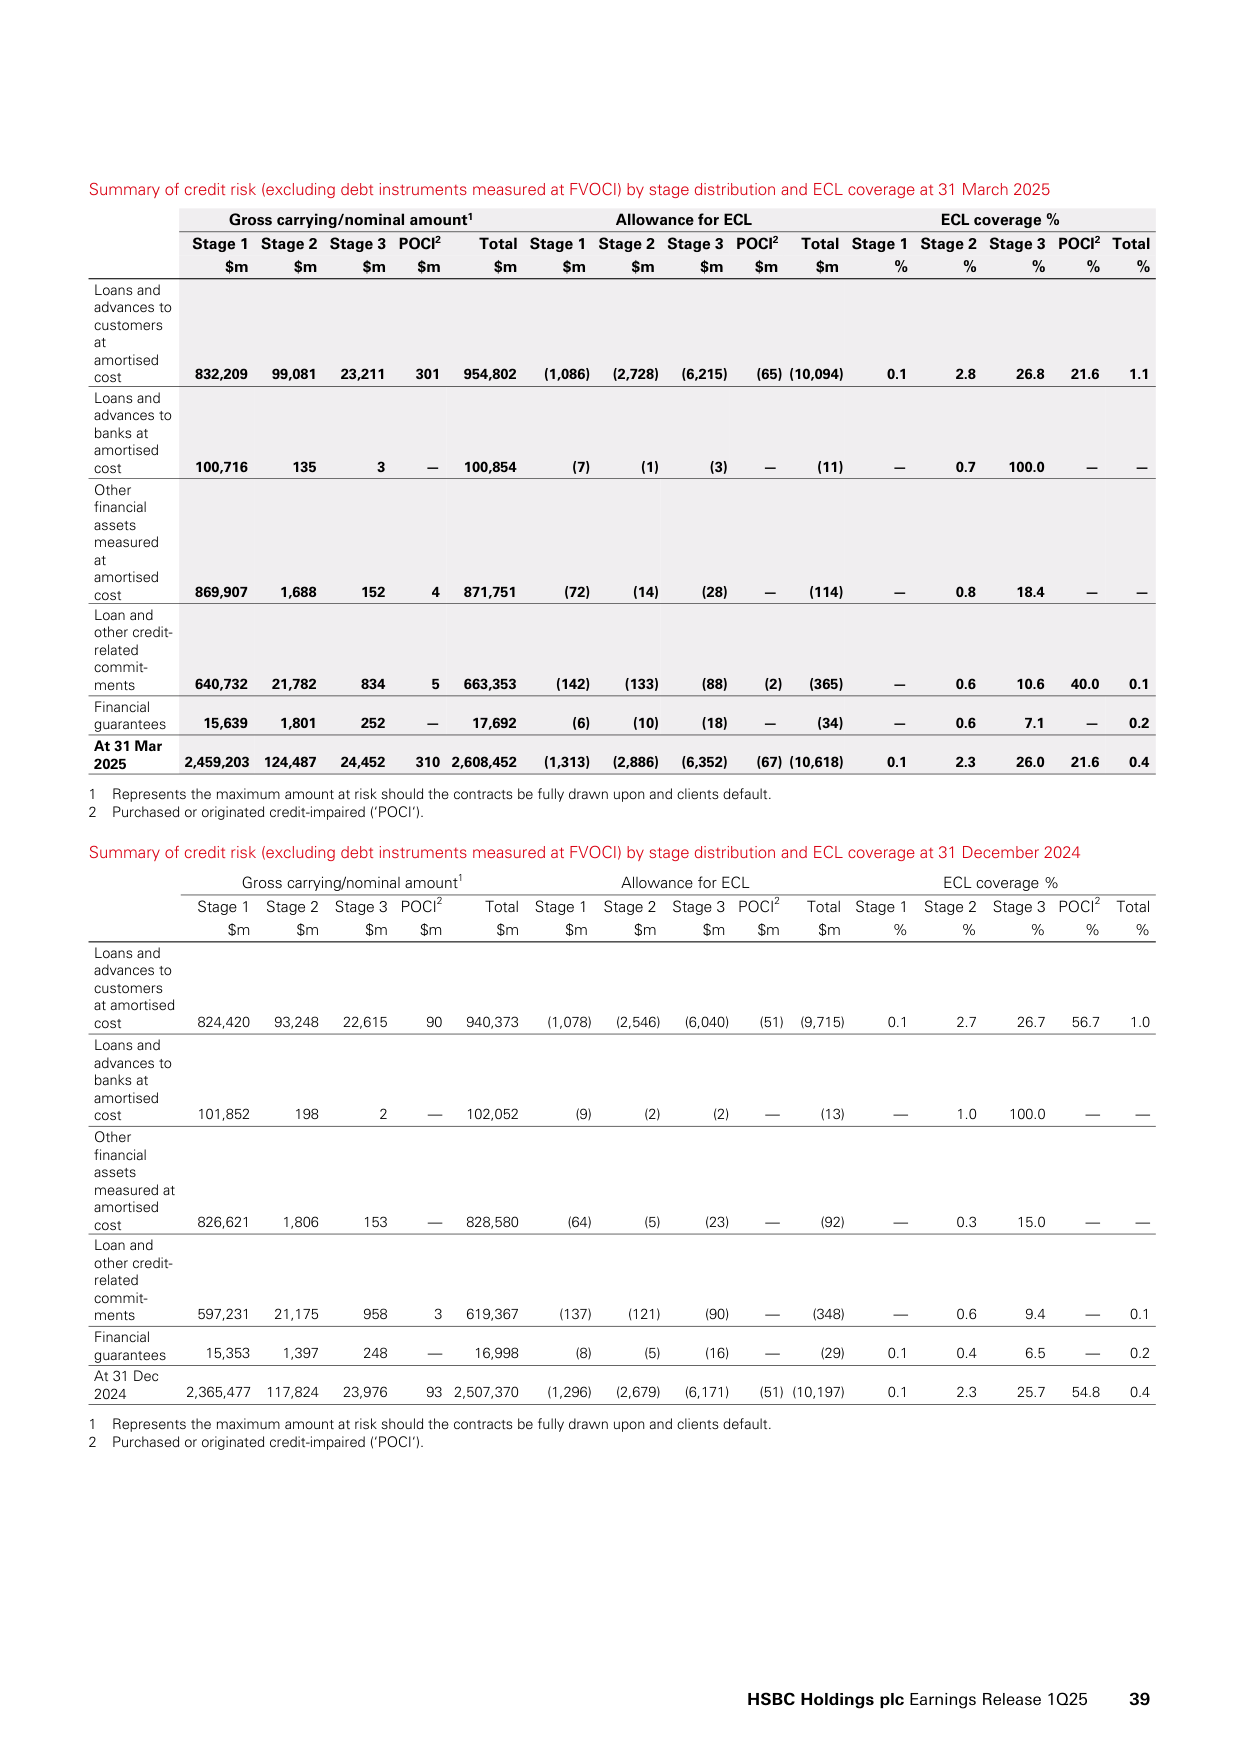 Summary of credit risk (excluding debt instruments measured at FVOCI) by stage distribution and ECL coverage at 31 March 2025
Gross carrying/nominal amount1 Allowance for ECL ECL coverage %
Stage 1 Stage 2 Stage 3 POCI2 Total Stage 1 Stage 2 Stage 3 POCI2 Total Stage 1 Stage 2 Stage 3 POCI2 Total
$m $m $m $m $m $m $m $m $m $m % % % % %
Loans and
advances to
customers
at
amortised
cost 832,209 99,081 23,211 301 954,802 (1,086) (2,728) (6,215) (65) (10,094) 0.1 2.8 26.8 21.6 1.1
Loans and
advances to
banks at
amortised
cost 100,716 135 3 — 100,854 (7) (1) (3) — (11) — 0.7 100.0 — —
Other
financial
assets
measured
at
amortised
cost 869,907 1,688 152 4 871,751 (72) (14) (28) — (114) — 0.8 18.4 — —
Loan and
other credit-
related
commit-
ments 640,732 21,782 834 5 663,353 (142) (133) (88) (2) (365) — 0.6 10.6 40.0 0.1
Financial
guarantees 15,639 1,801 252 — 17,692 (6) (10) (18) — (34) — 0.6 7.1 — 0.2
At 31 Mar
2025 2,459,203 124,487 24,452 310 2,608,452 (1,313) (2,886) (6,352) (67) (10,618) 0.1 2.3 26.0 21.6 0.4
1 Represents the maximum amount at risk should the contracts be fully drawn upon and clients default.
2 Purchased or originated credit-impaired ('POCI').
Summary of credit risk (excluding debt instruments measured at FVOCI) by stage distribution and ECL coverage at 31 December 2024
Gross carrying/nominal amount1 Allowance for ECL ECL coverage %
Stage 1 Stage 2 Stage 3 POCI2 Total Stage 1 Stage 2 Stage 3 POCI2 Total Stage 1 Stage 2 Stage 3 POCI2 Total
$m $m $m $m $m $m $m $m $m $m % % % % %
Loans and
advances to
customers
at amortised
cost 824,420 93,248 22,615 90 940,373 (1,078) (2,546) (6,040) (51) (9,715) 0.1 2.7 26.7 56.7 1.0
Loans and
advances to
banks at
amortised
cost 101,852 198 2 — 102,052 (9) (2) (2) — (13) — 1.0 100.0 — —
Other
financial
assets
measured at
amortised
cost 826,621 1,806 153 — 828,580 (64) (5) (23) — (92) — 0.3 15.0 — —
Loan and
other credit-
related
commit-
ments 597,231 21,175 958 3 619,367 (137) (121) (90) — (348) — 0.6 9.4 — 0.1
Financial
guarantees 15,353 1,397 248 — 16,998 (8) (5) (16) — (29) 0.1 0.4 6.5 — 0.2
At 31 Dec
2024 2,365,477 117,824 23,976 93 2,507,370 (1,296) (2,679) (6,171) (51) (10,197) 0.1 2.3 25.7 54.8 0.4
1 Represents the maximum amount at risk should the contracts be fully drawn upon and clients default.
2 Purchased or originated credit-impaired ('POCI').
HSBC Holdings plc Earnings Release 1Q25 39